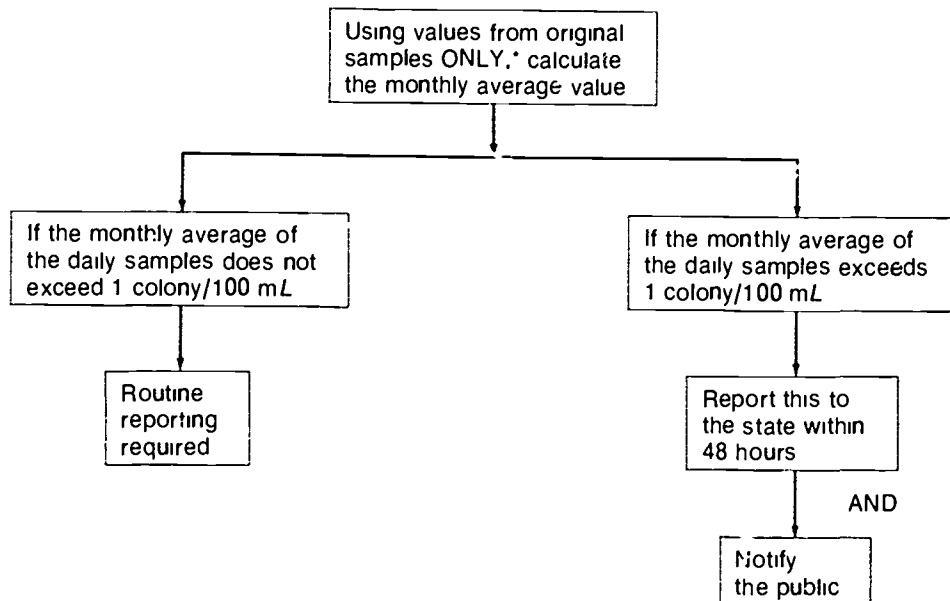 Using values from original
samples ONLY,* calculate
the monthly average value
If the monthly average of
the daily samples does not
exceed 1 colony/100 mL
If the monthly average of
the daily samples exceeds
1 colony/100 mL
Routine
reporting
required
Report this to
the state within
48 hours
AND
Notify
the public